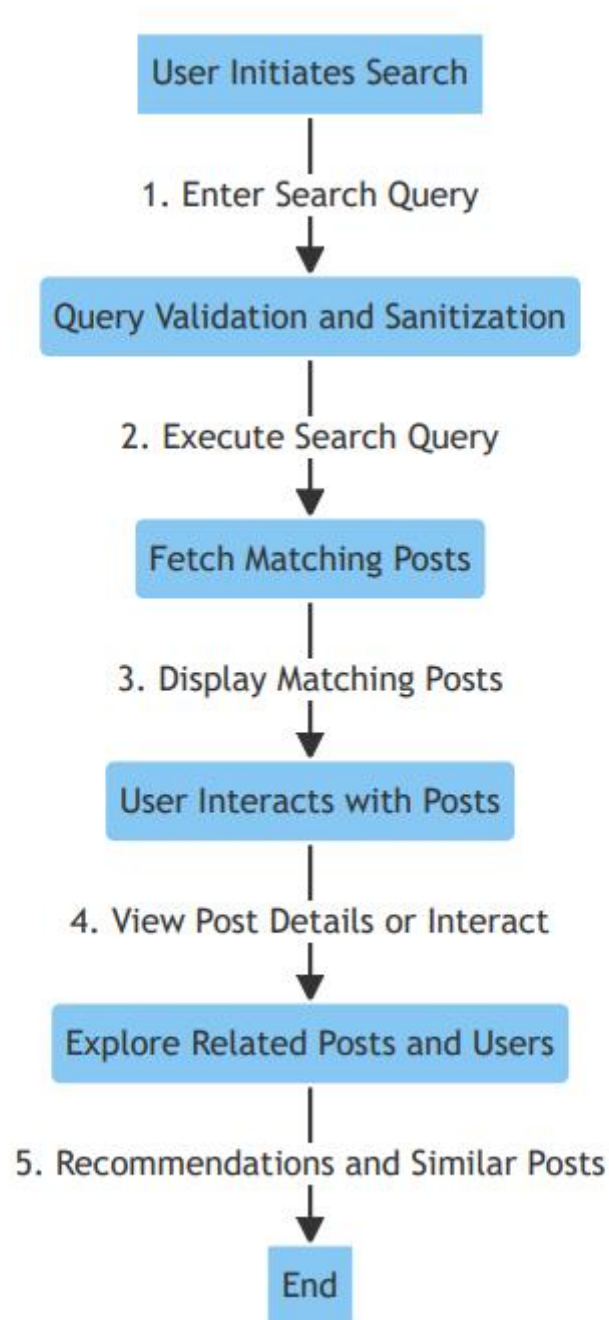 User Initiates Search
1. Enter Search Query
Query Validation and Sanitization
2. Execute Search Query
Fetch Matching Posts
3. Display Matching Posts
User Interacts with Posts
4. View Post Details or Interact
Explore Related Posts and Users
5. Recommendations and Similar Posts
End